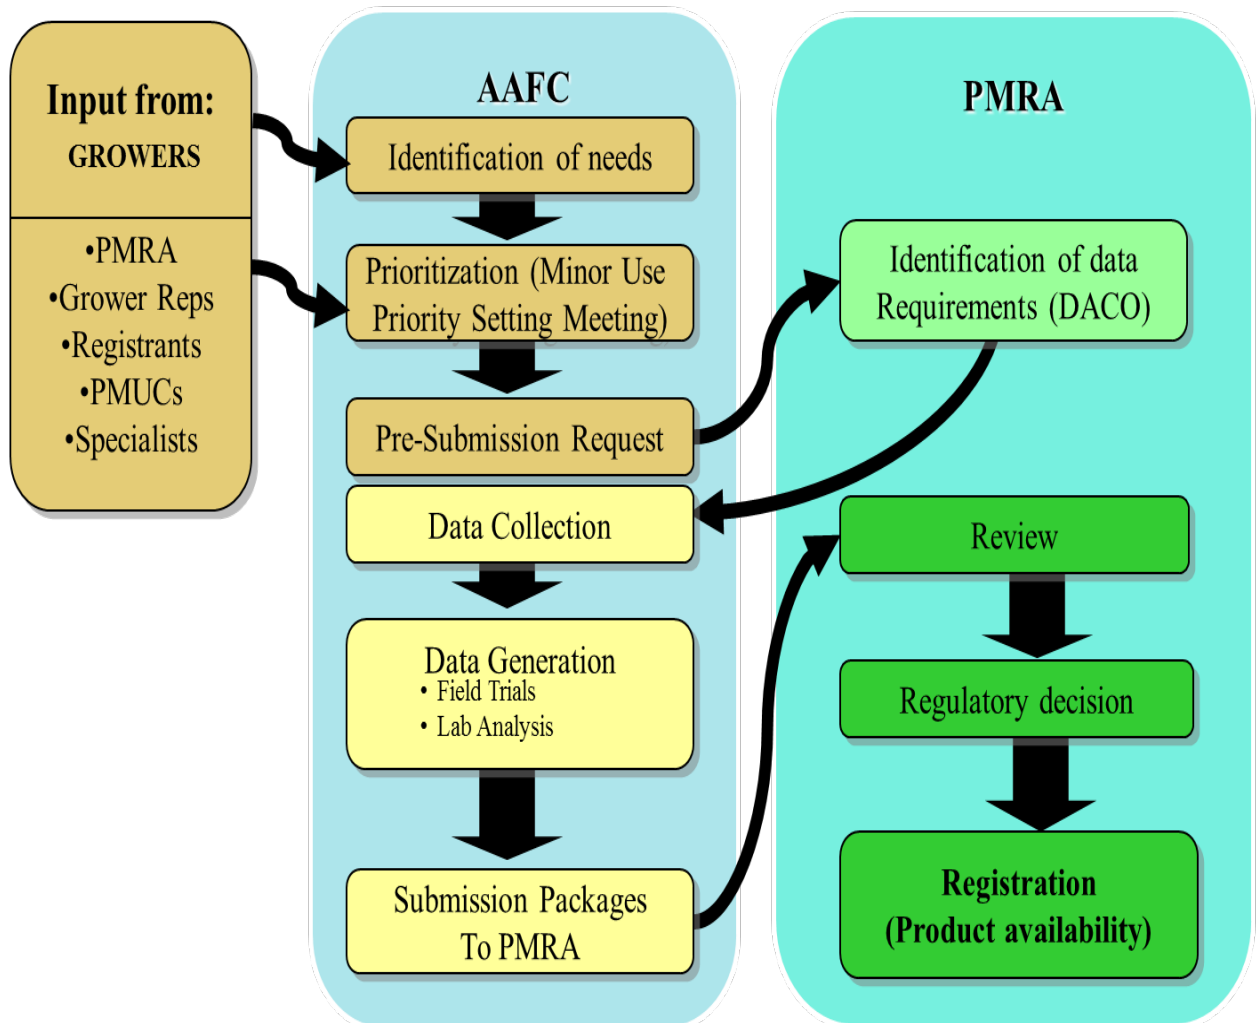 Input from:
GROWERS
•PMRA
•Grower Reps
•Registrants
•PMUCs
•Specialists
AAFC
Identification of needs
Prioritization (Minor Use
Priority Setting Meeting)
Pre-Submission Request
Data Collection
Data Generation
• Field Trials
• Lab Analysis
Submission Packages
To PMRA
PMRA
Identification of data
Requirements (DACO)
Review
Regulatory decision
Registration
(Product availability)